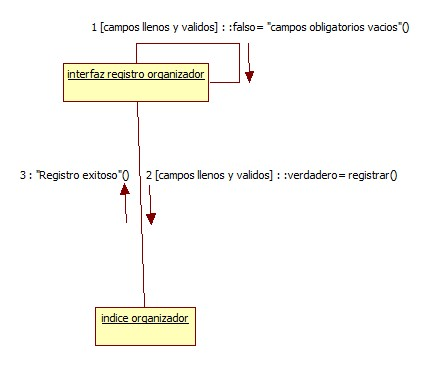 1 [campos llenos y validos] : :falso= "campos obligatorios vacios"()
interfaz registro organizador
3 : "Registro exitoso"()
2 [campos llenos y validos] : :verdadero= registrar()
indice organizador